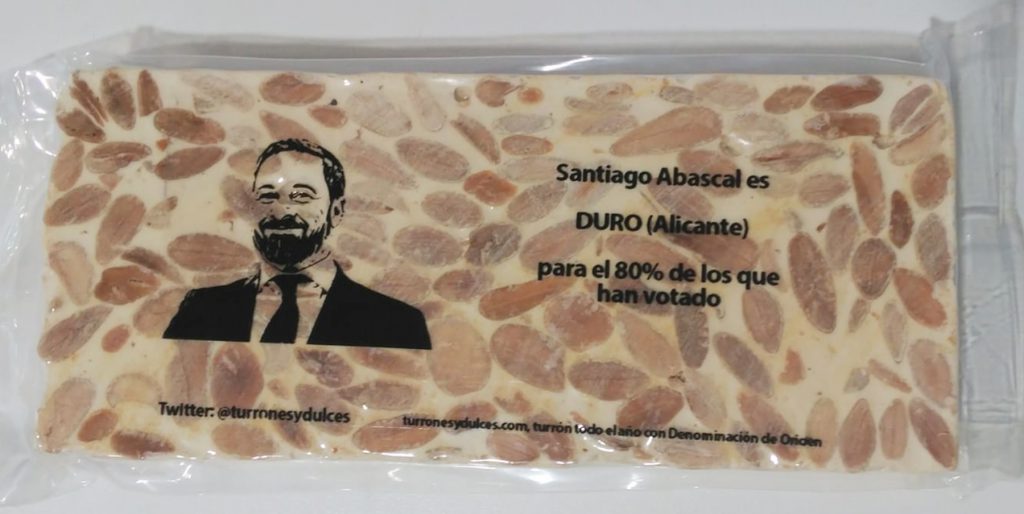 Santiago Abascal es
DURO (Alicante)
para el 80% de los que
han votado
Twitter: @turronesydulces
turronesydulces.com, turrón todo el año con Denominación de Origen